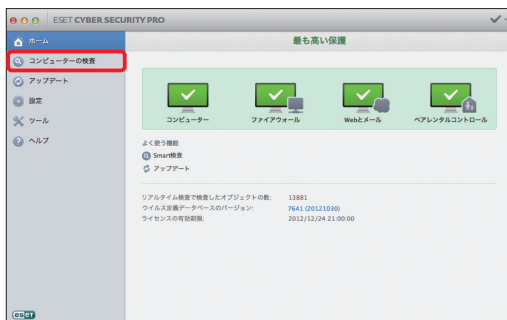 ESET CYBER SECURITY PRO
ホーム
コンピューターの検査
アップデート
設定
ツール
ヘルプ
最も高い保護
コンピューター
ファイアウォール
Webとメール
ペアレンタルコントロール
よく使う機能
Smart検査
アップデート
リアルタイム検査で検査したオブジェクトの数: 13881
ウイルス定義データベースのバージョン: 7641 (20121030)
ライセンスの有効期限: 2012/12/24 21:00:00
eset